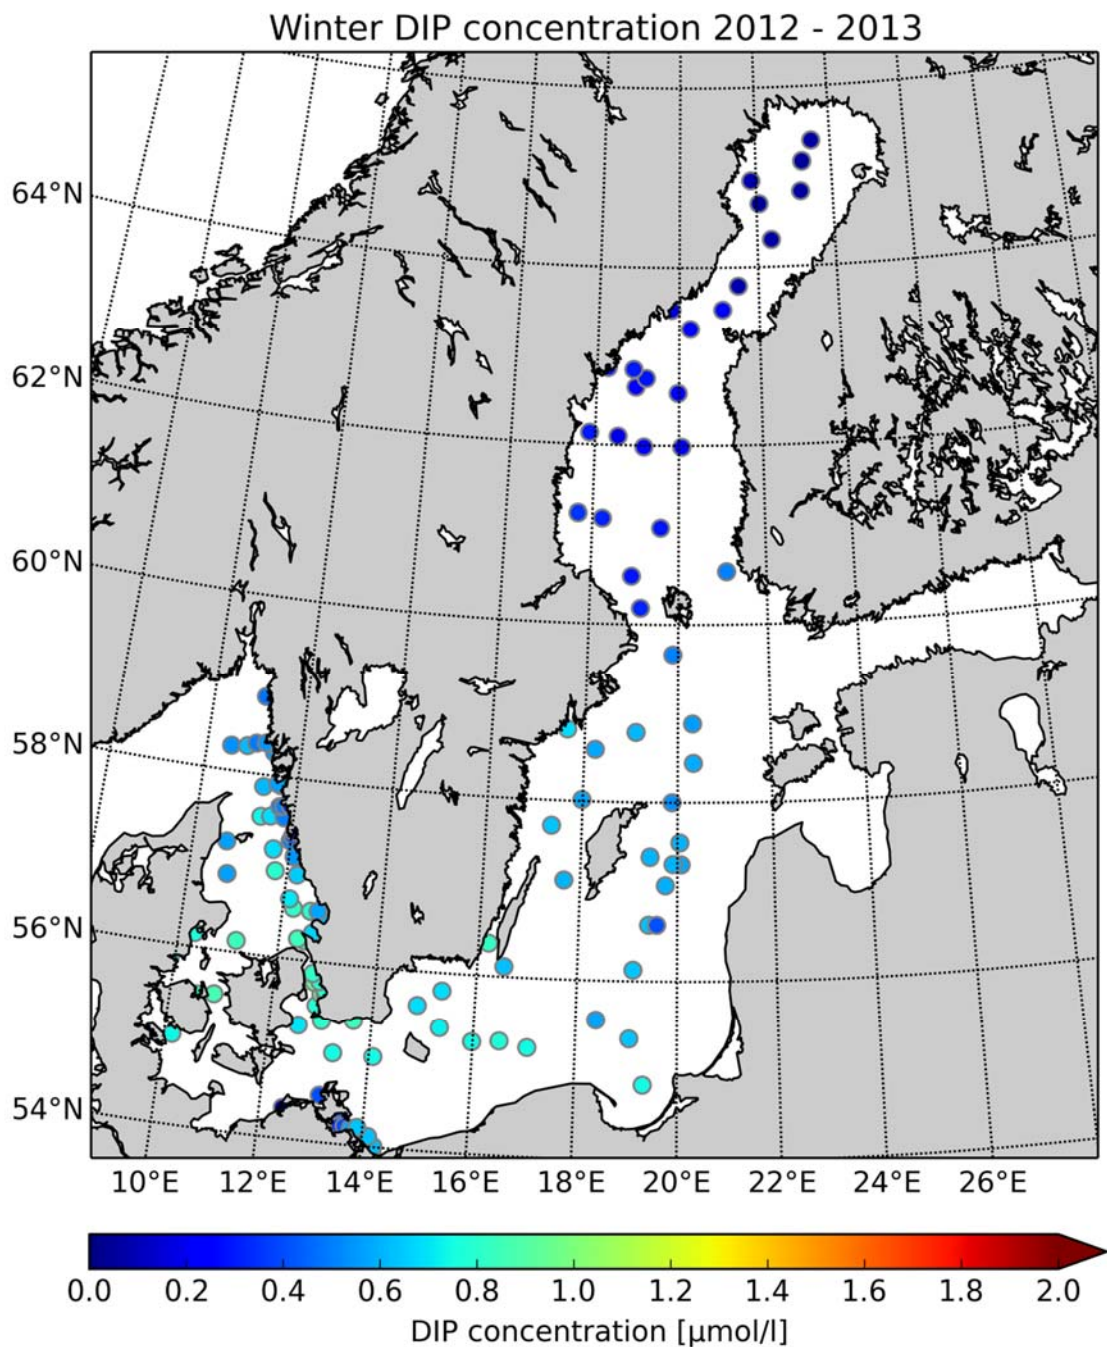 Winter DIP concentration 2012 - 2013
64°N
62°N
60°N
58°N
56°N
54°N
10°E 12°E 14°E 16°E 18°E 20°E 22°E 24°E 26°E
0.0 0.2 0.4 0.6 0.8 1.0 1.2 1.4 1.6 1.8 2.0
DIP concentration [µmol/l]